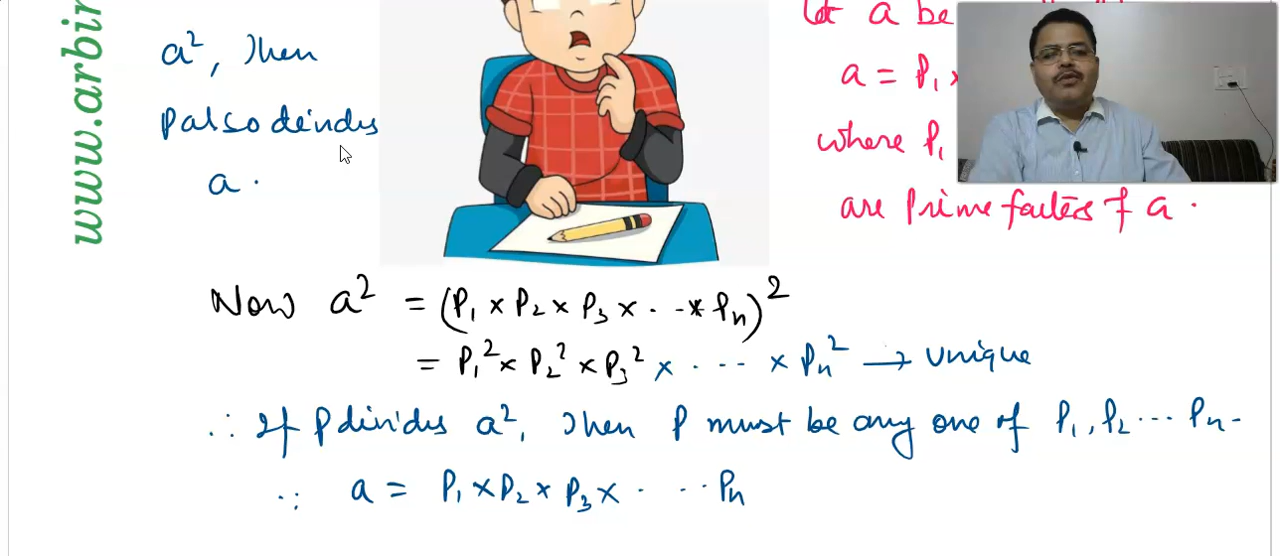 www.arbin
a², then
p also divides
a.
Let a be
a = P₁ ×
where P₁
are prime factors of a.
Now a² = (P₁ × P₂ × P₃ × . . . × Pₙ)²
= P₁² × P₂² × P₃² × . . . . × Pₙ² → unique
∴ If p divides a², then p must be any one of P₁, P₂ . . . Pₙ.
∵ a = P₁ × P₂ × P₃ × . . . Pₙ